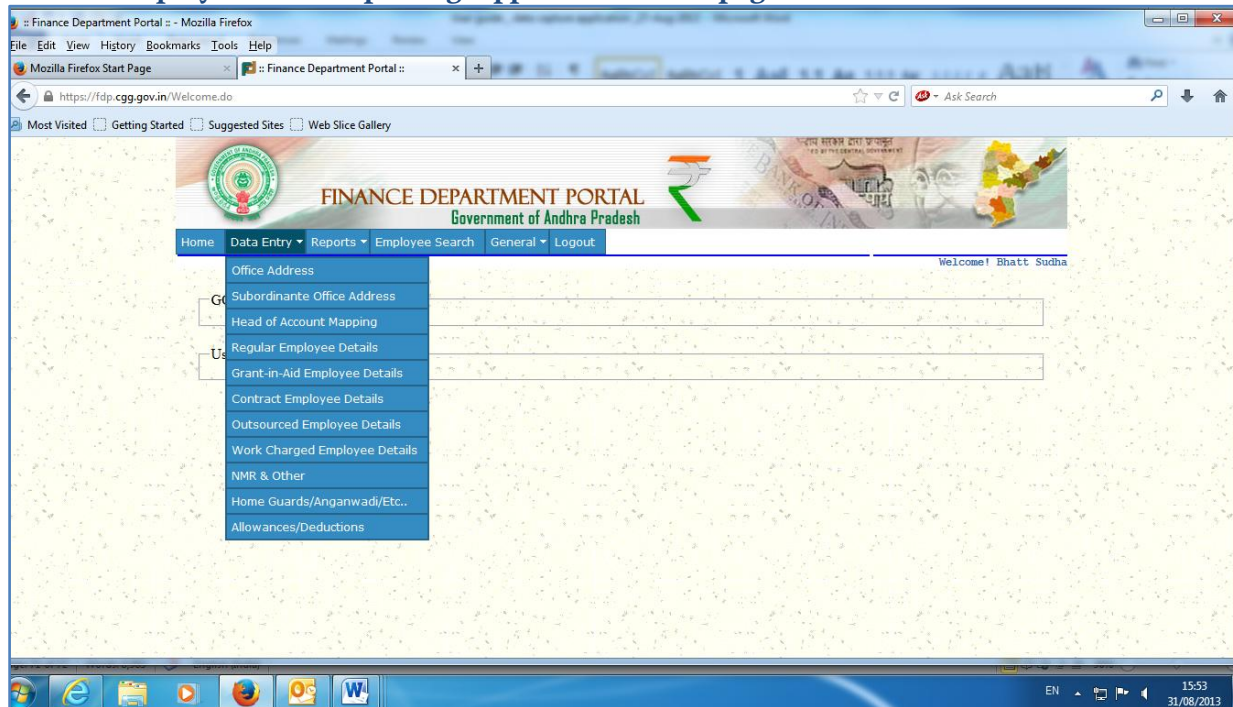 :: Finance Department Portal :: - Mozilla Firefox
File Edit View History Bookmarks Tools Help
Mozilla Firefox Start Page × :: Finance Department Portal :: × +
https://fdp.cgg.gov.in/Welcome.do Ask Search
Most Visited Getting Started Suggested Sites Web Slice Gallery
FINANCE DEPARTMENT PORTAL
Government of Andhra Pradesh
Home Data Entry Reports Employee Search General Logout
Welcome! Bhatt Sudha
Office Address
Subordinante Office Address
Head of Account Mapping
Regular Employee Details
Grant-in-Aid Employee Details
Contract Employee Details
Outsourced Employee Details
Work Charged Employee Details
NMR & Other
Home Guards/Anganwadi/Etc..
Allowances/Deductions
EN 15:53
31/08/2013